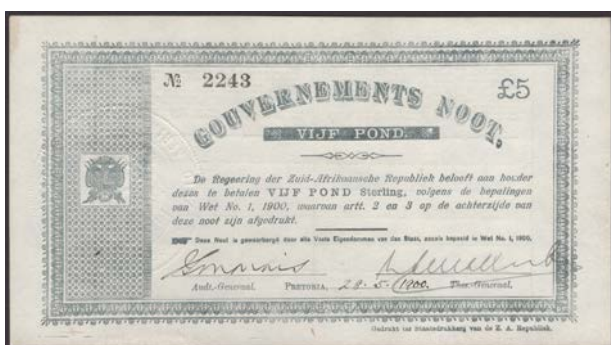 № 2243
£5
GOUVERNEMENTS NOOT,
VIJF POND.
De Regeering der Zuid-Afrikaansche Republiek belooft aan houder
dezes te betalen VIJF POND Sterling, volgens de bepalingen
van Wet No. 1, 1900, waarvan artt. 2 en 3 op de achterzijde van
deze noot zijn afgedrukt.
Deze Noot is gewaarborgd door alle Vaste Eigendommen van den Staat, zooals bepaald in Wet No. 1, 1900.
Audt.-Generaal. PRETORIA, 28.5.1900. Thes.-Generaal.
Gedrukt ter Staatsdrukkerij van de Z. A. Republiek.